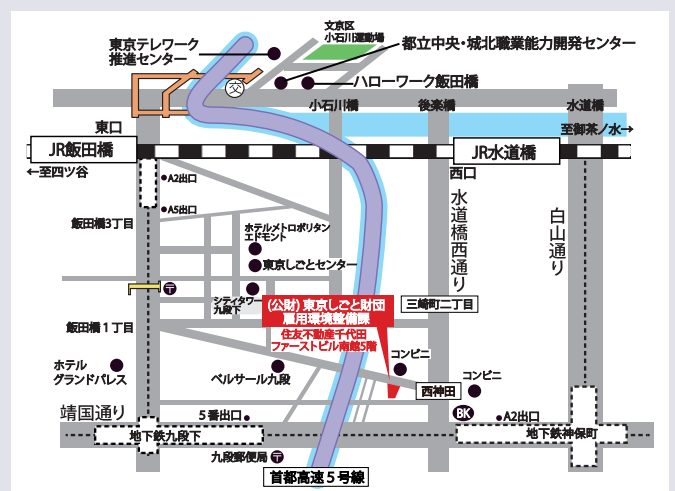 文京区
小石川運動場
東京テレワーク
推進センター
都立中央・城北職業能力開発センター
交
ハローワーク飯田橋
小石川橋
後楽橋
水道橋
東口
至御茶ノ水→
JR飯田橋
JR水道橋
←至四ツ谷
西口
A2出口
A5出口
水道橋西通り
白山通り
飯田橋3丁目
ホテルメトロポリタン
エドモント
東京しごとセンター
〒
シティタワー
九段下
(公財)東京しごと財団
雇用環境整備課
三崎町二丁目
飯田橋1丁目
住友不動産千代田
ファーストビル南館5階
コンビニ
ホテル
グランドパレス
ベルサール九段
コンビニ
西神田
靖国通り
5番出口
BK
A2出口
地下鉄九段下
地下鉄神保町
九段郵便局
〒
首都高速5号線